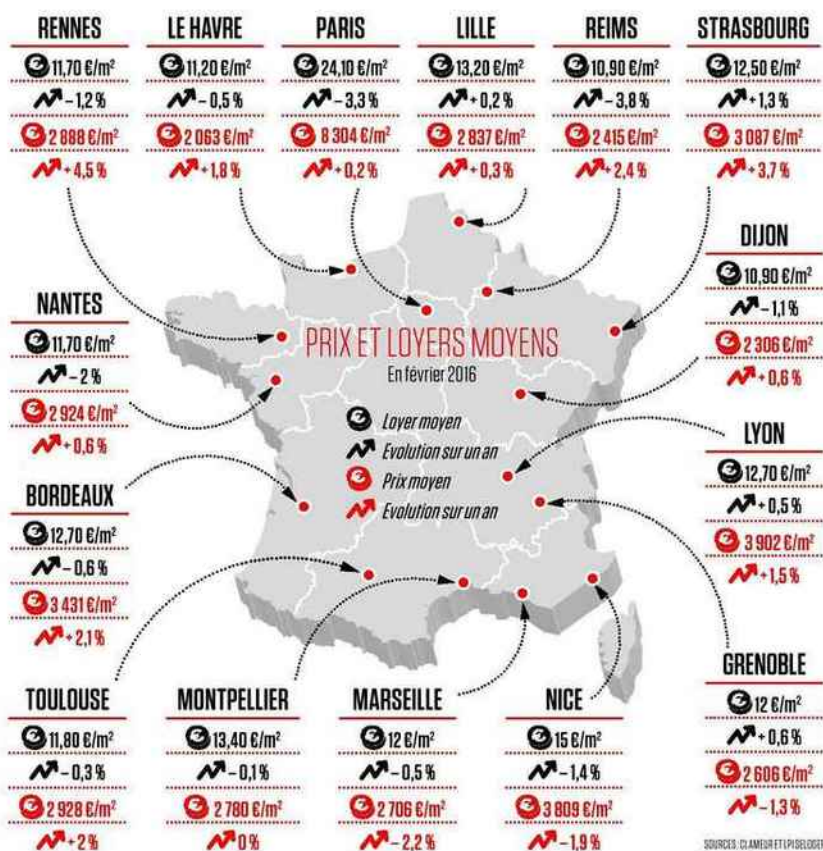 RENNES
11,70 €/m²
– 1,2 %
2 888 €/m²
+ 4,5 %
LE HAVRE
11,20 €/m²
– 0,5 %
2 063 €/m²
+ 1,8 %
PARIS
24,10 €/m²
– 3,3 %
8 304 €/m²
+ 0,2 %
LILLE
13,20 €/m²
+ 0,2 %
2 837 €/m²
+ 0,3 %
REIMS
10,90 €/m²
– 3,8 %
2 415 €/m²
+ 2,4 %
STRASBOURG
12,50 €/m²
+ 1,3 %
3 087 €/m²
+ 3,7 %
DIJON
10,90 €/m²
– 1,1 %
2 306 €/m²
+ 0,6 %
NANTES
11,70 €/m²
– 2 %
2 924 €/m²
+ 0,6 %
PRIX ET LOYERS MOYENS
En février 2016
Loyer moyen
Evolution sur un an
Prix moyen
Evolution sur un an
LYON
12,70 €/m²
+ 0,5 %
3 902 €/m²
+ 1,5 %
BORDEAUX
12,70 €/m²
– 0,6 %
3 431 €/m²
+ 2,1 %
TOULOUSE
11,80 €/m²
– 0,3 %
2 928 €/m²
+ 2 %
MONTPELLIER
13,40 €/m²
– 0,1 %
2 780 €/m²
0 %
MARSEILLE
12 €/m²
– 0,5 %
2 706 €/m²
– 2,2 %
NICE
15 €/m²
– 1,4 %
3 809 €/m²
– 1,9 %
GRENOBLE
12 €/m²
+ 0,6 %
2 606 €/m²
– 1,3 %
SOURCES : CLAMEUR ET LPI SELOGER